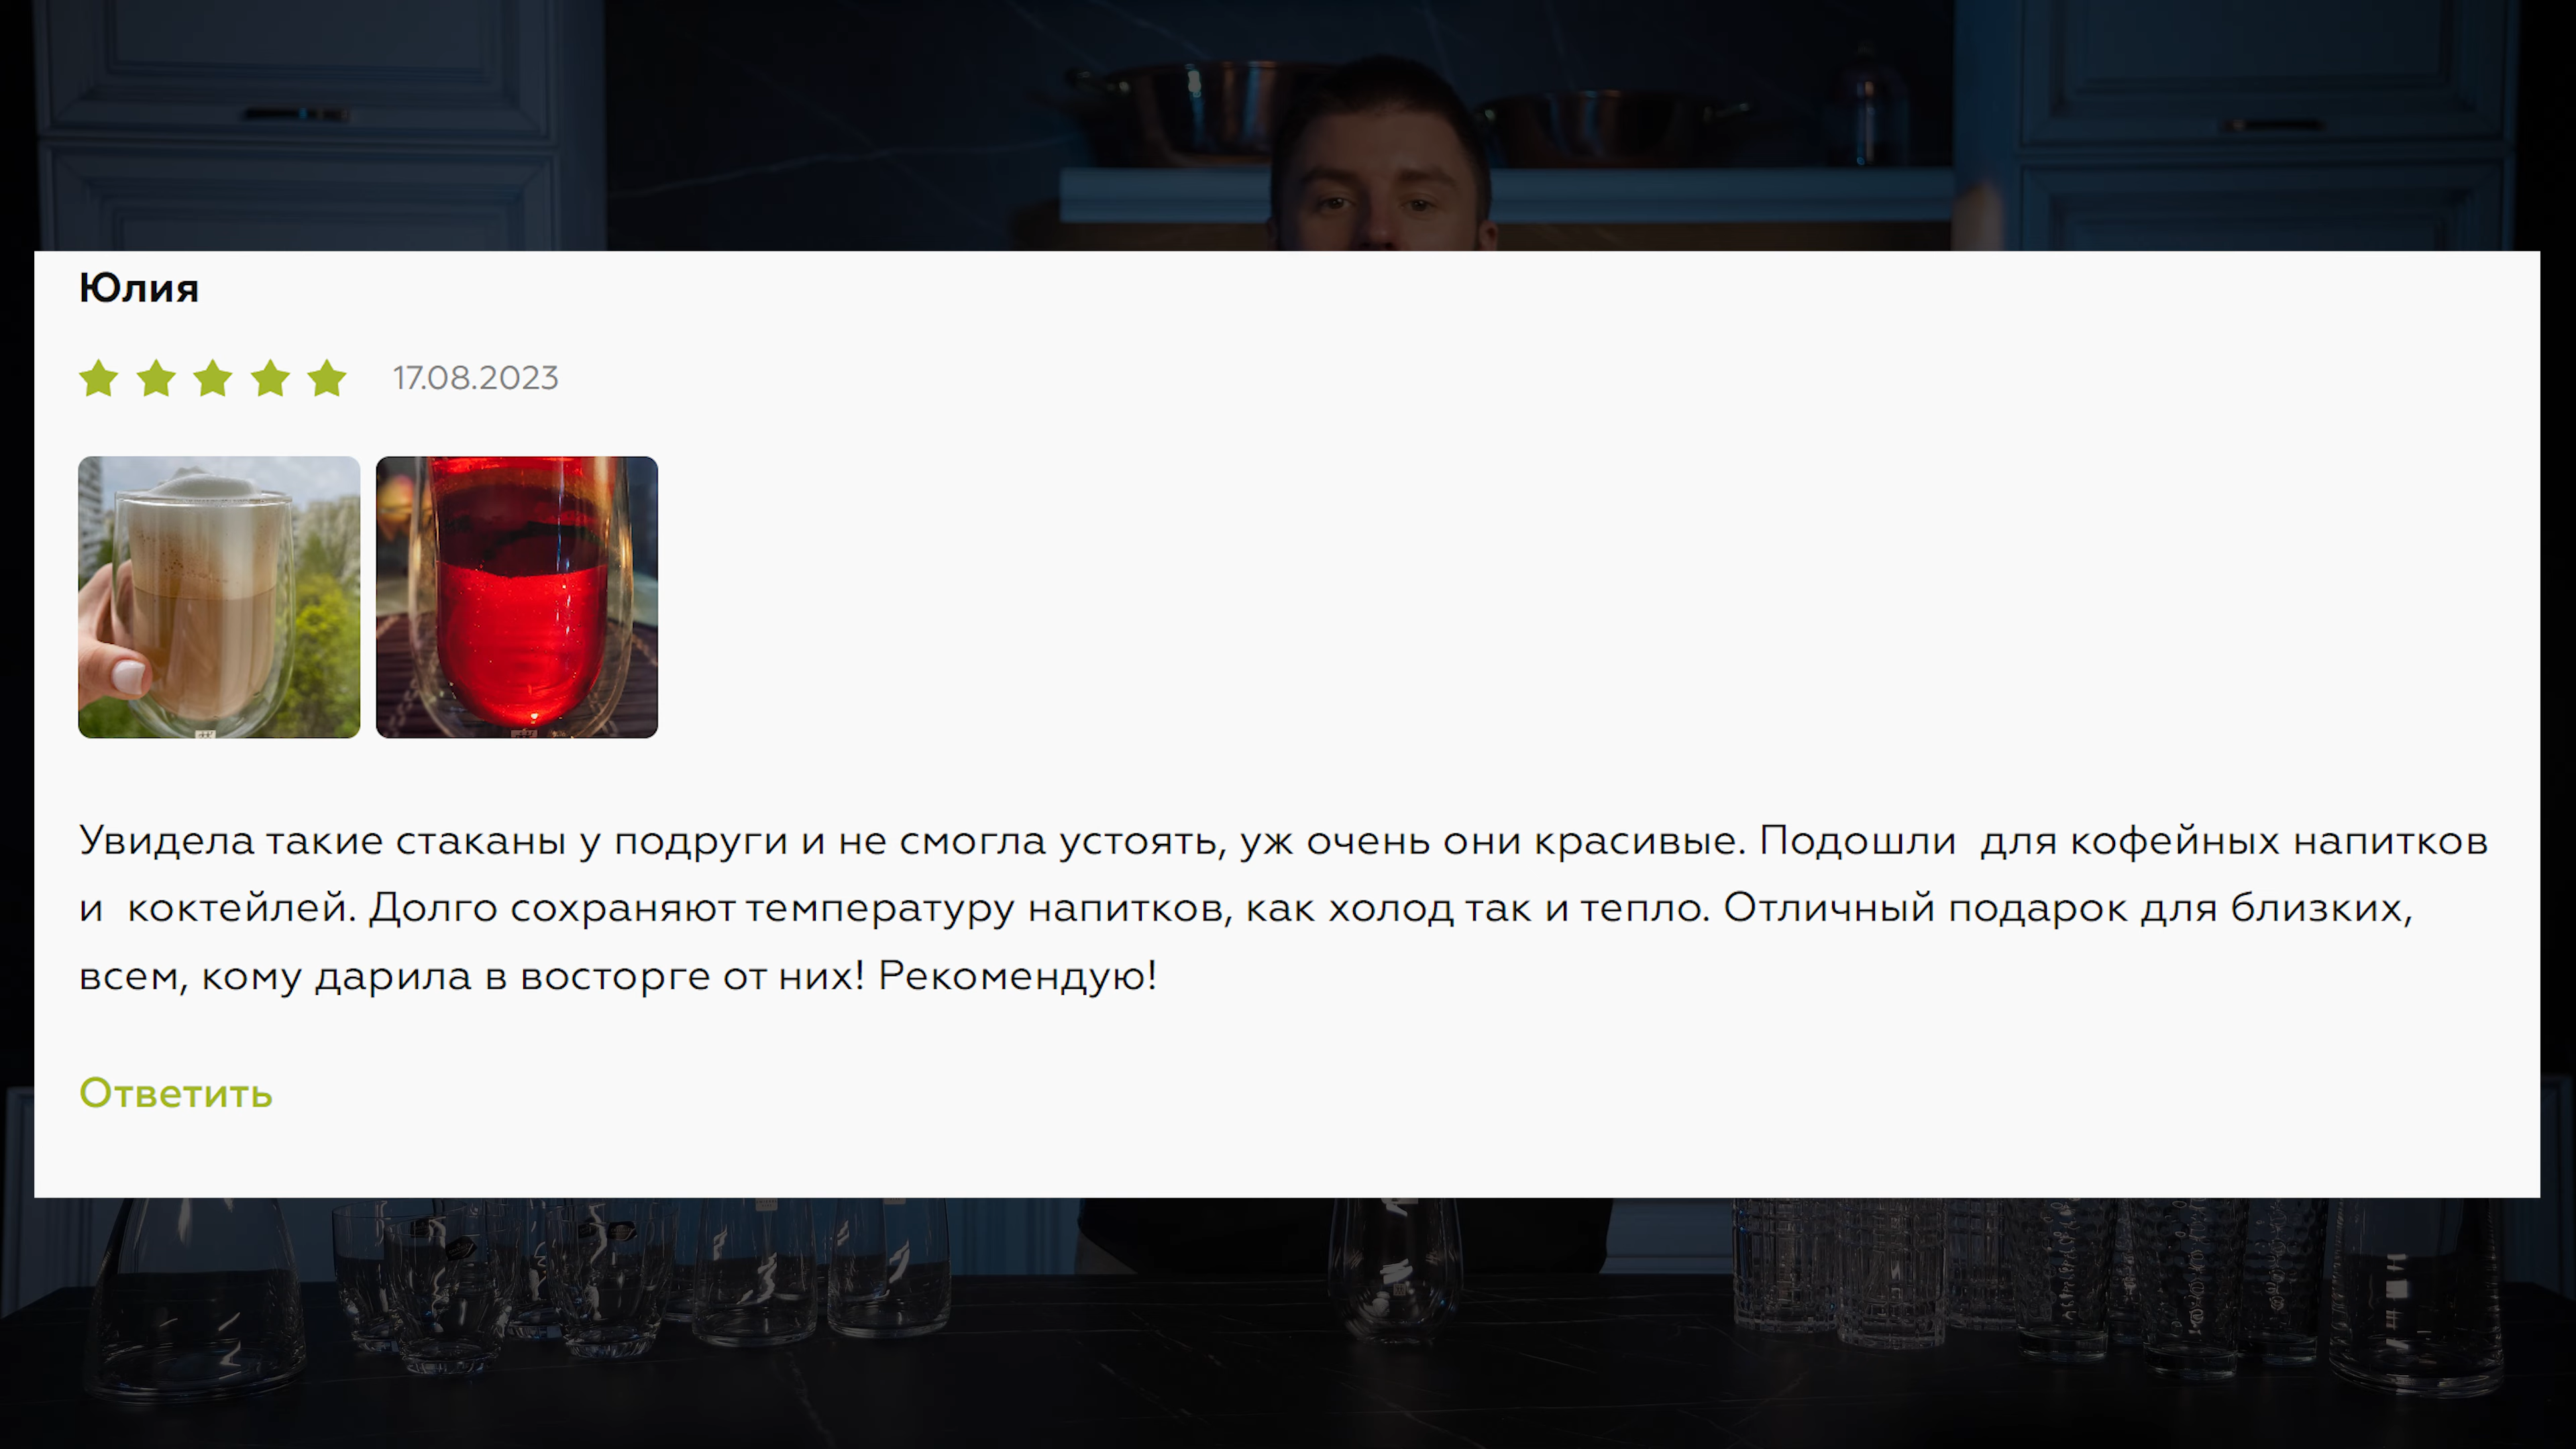 Юлия
17.08.2023
Увидела такие стаканы у подруги и не смогла устоять, уж очень они красивые. Подошли  для кофейных напитков
и  коктейлей. Долго сохраняют температуру напитков, как холод так и тепло. Отличный подарок для близких,
всем, кому дарила в восторге от них! Рекомендую!
Ответить